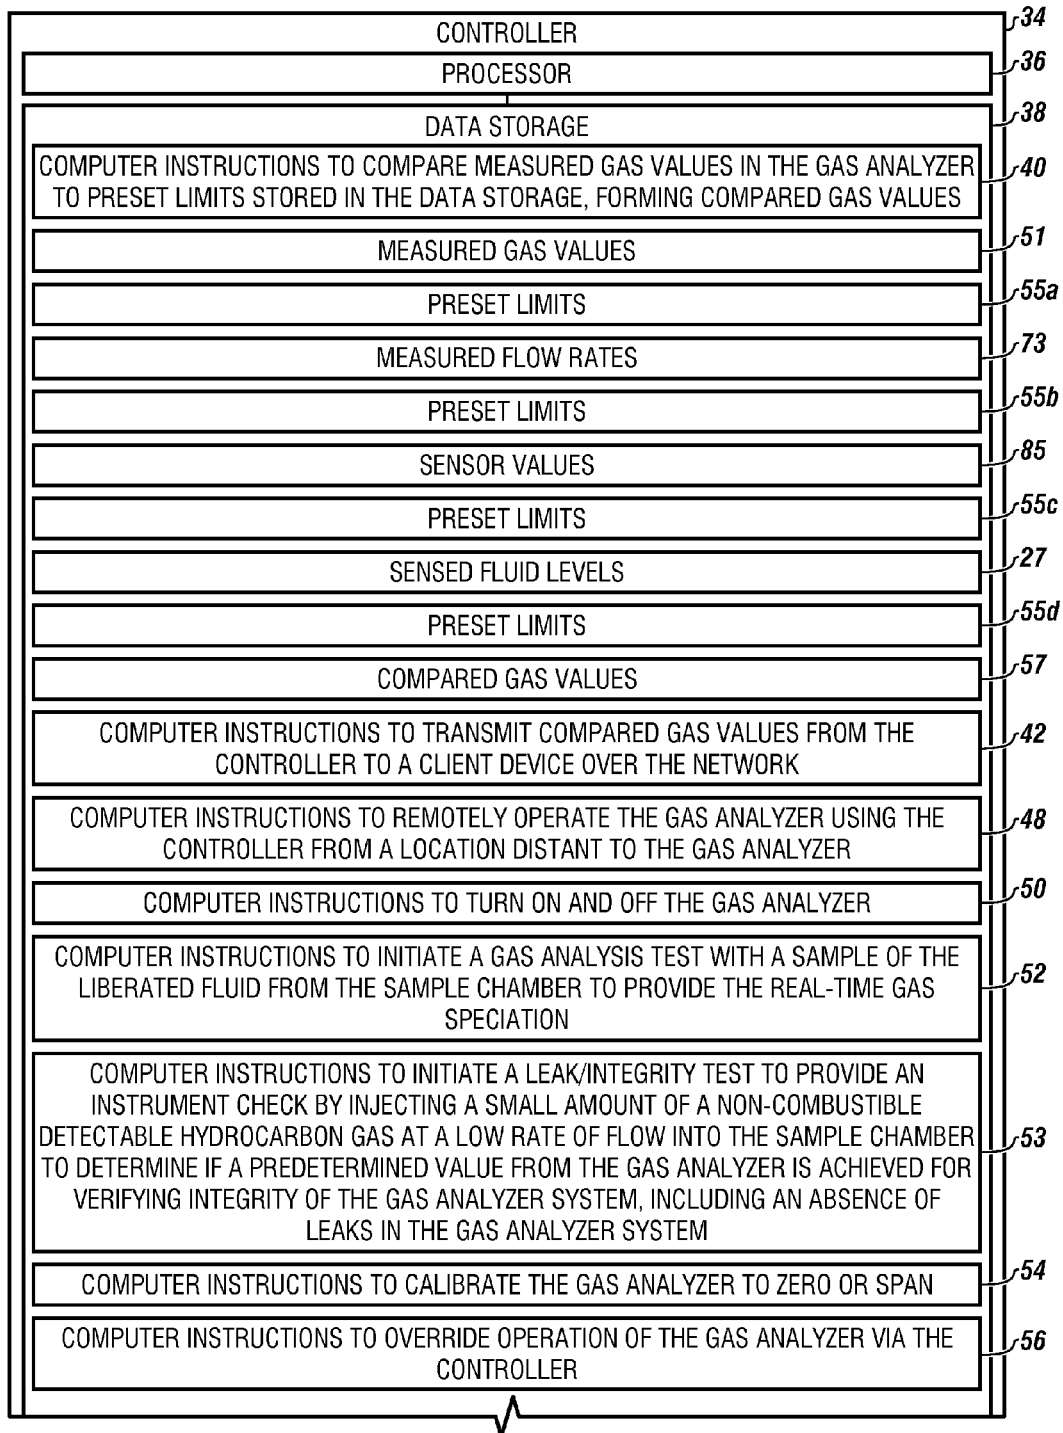 CONTROLLER
34
PROCESSOR
36
DATA STORAGE
38
COMPUTER INSTRUCTIONS TO COMPARE MEASURED GAS VALUES IN THE GAS ANALYZER
TO PRESET LIMITS STORED IN THE DATA STORAGE, FORMING COMPARED GAS VALUES
40
MEASURED GAS VALUES
51
PRESET LIMITS
55a
MEASURED FLOW RATES
73
PRESET LIMITS
55b
SENSOR VALUES
85
PRESET LIMITS
55c
SENSED FLUID LEVELS
27
PRESET LIMITS
55d
COMPARED GAS VALUES
57
COMPUTER INSTRUCTIONS TO TRANSMIT COMPARED GAS VALUES FROM THE
CONTROLLER TO A CLIENT DEVICE OVER THE NETWORK
42
COMPUTER INSTRUCTIONS TO REMOTELY OPERATE THE GAS ANALYZER USING THE
CONTROLLER FROM A LOCATION DISTANT TO THE GAS ANALYZER
48
COMPUTER INSTRUCTIONS TO TURN ON AND OFF THE GAS ANALYZER
50
COMPUTER INSTRUCTIONS TO INITIATE A GAS ANALYSIS TEST WITH A SAMPLE OF THE
LIBERATED FLUID FROM THE SAMPLE CHAMBER TO PROVIDE THE REAL-TIME GAS
SPECIATION
52
COMPUTER INSTRUCTIONS TO INITIATE A LEAK/INTEGRITY TEST TO PROVIDE AN
INSTRUMENT CHECK BY INJECTING A SMALL AMOUNT OF A NON-COMBUSTIBLE
DETECTABLE HYDROCARBON GAS AT A LOW RATE OF FLOW INTO THE SAMPLE CHAMBER
TO DETERMINE IF A PREDETERMINED VALUE FROM THE GAS ANALYZER IS ACHIEVED FOR
VERIFYING INTEGRITY OF THE GAS ANALYZER SYSTEM, INCLUDING AN ABSENCE OF
LEAKS IN THE GAS ANALYZER SYSTEM
53
COMPUTER INSTRUCTIONS TO CALIBRATE THE GAS ANALYZER TO ZERO OR SPAN
54
COMPUTER INSTRUCTIONS TO OVERRIDE OPERATION OF THE GAS ANALYZER VIA THE
CONTROLLER
56